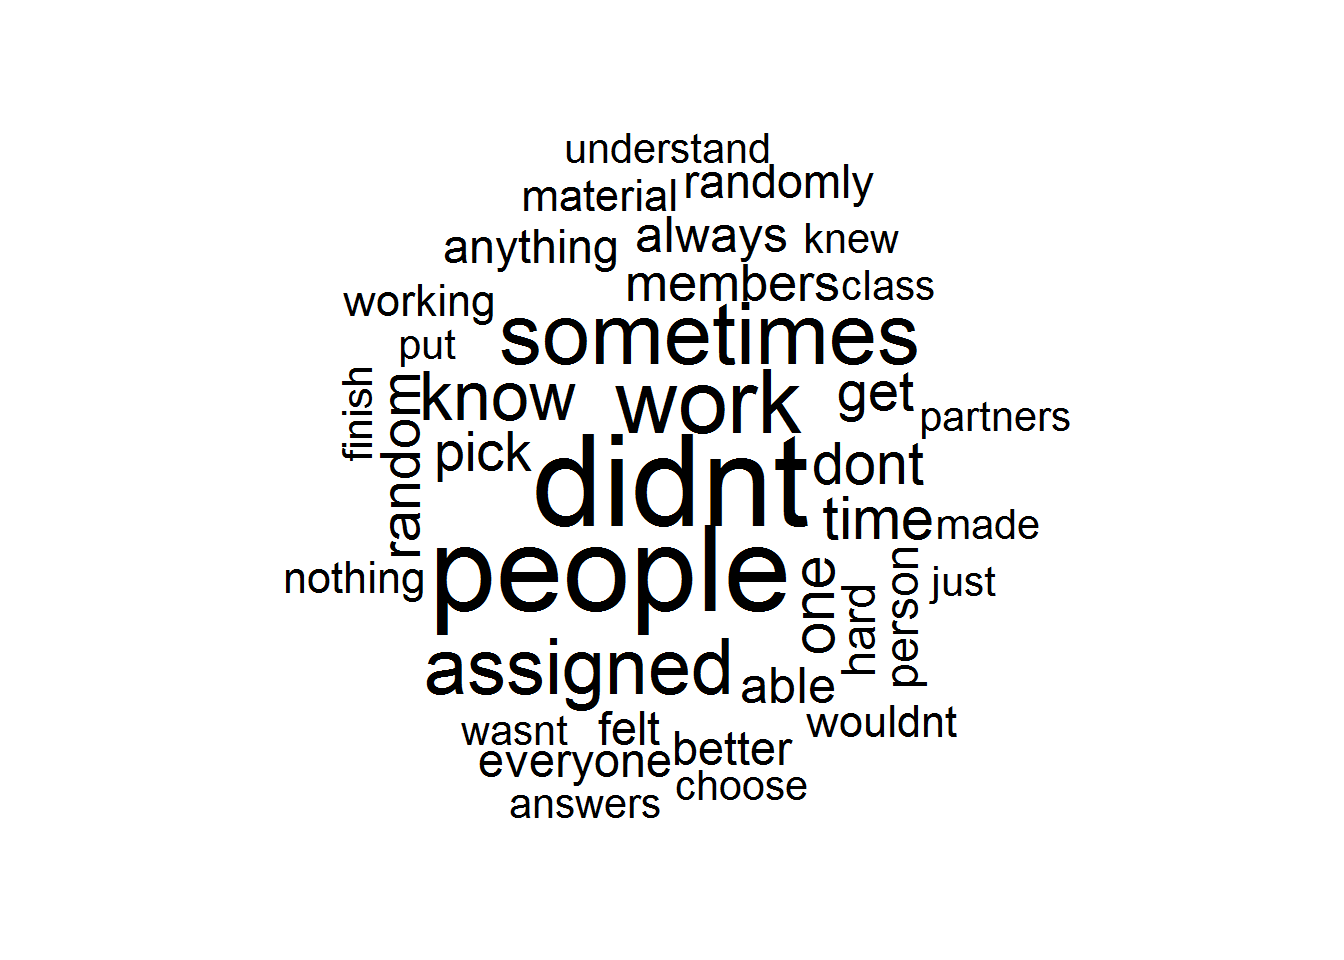 understand
material randomly
anything always knew
members class
working sometimes
put
finish random know work get partners
pick didnt dont
time made
nothing people one hard person just
assigned able
wasnt felt wouldnt
everyone better
answers choose